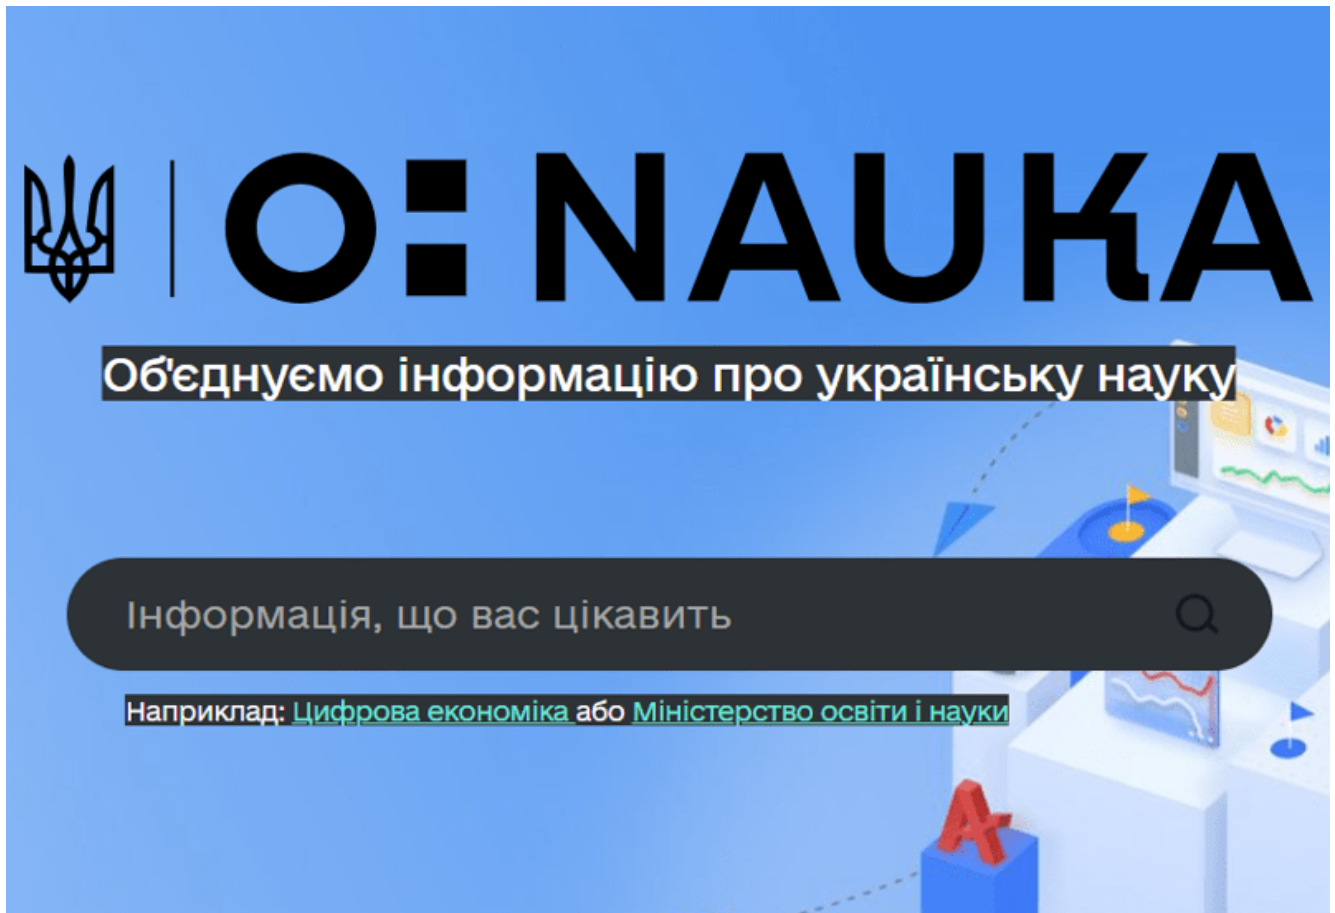 O: NAUKA
Об'єднуємо інформацію про українську науку
Інформація, що вас цікавить
Наприклад: Цифрова економіка або Міністерство освіти і науки